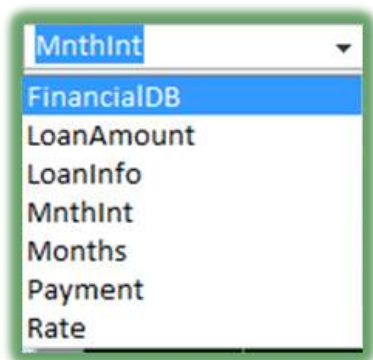 MnthInt
FinancialDB
LoanAmount
LoanInfo
MnthInt
Months
Payment
Rate